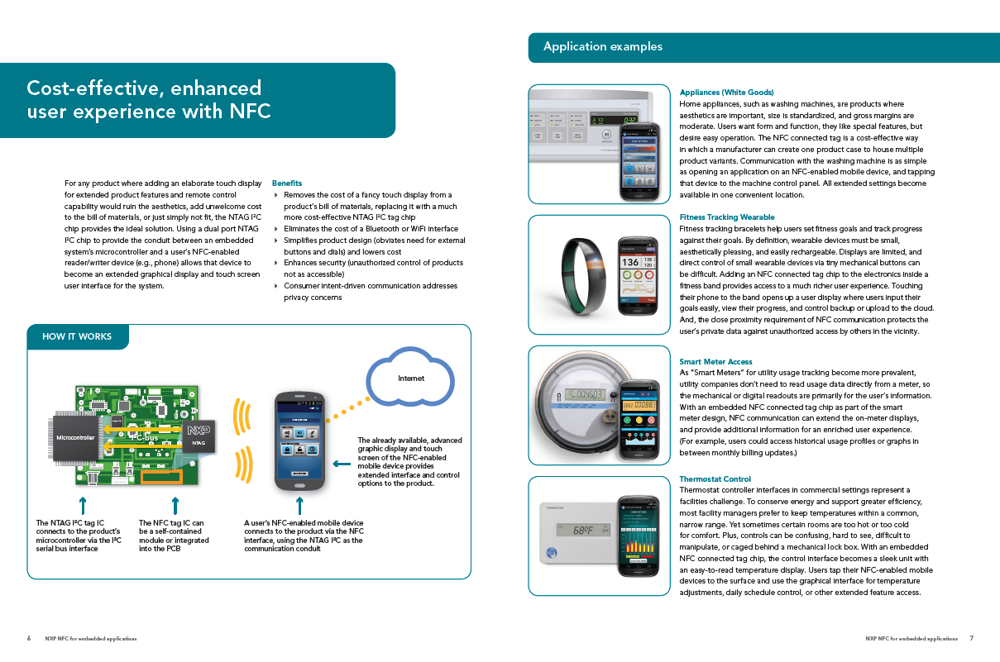 Cost-effective, enhanced
user experience with NFC
For any product where adding an elaborate touch display
for extended product features and remote control
capability would ruin the aesthetics, add unwelcome cost
to the bill of materials, or just simply not fit, the NTAG I²C
chip provides the ideal solution. Using a dual port NTAG
I²C chip to provide the conduit between an embedded
system's microcontroller and a user's NFC-enabled
reader/writer device (e.g., phone) allows that device to
become an extended graphical display and touch screen
user interface for the system.
Benefits
Removes the cost of a fancy touch display from a
product's bill of materials, replacing it with a much
more cost-effective NTAG I²C tag chip
Eliminates the cost of a Bluetooth or WiFi interface
Simplifies product design (obviates need for external
buttons and dials) and lowers cost
Enhances security (unauthorized control of products
not as accessible)
Consumer intent-driven communication addresses
privacy concerns
HOW IT WORKS
Internet
Microcontroller
I²C-bus
NXP
NTAG
The already available, advanced
graphic display and touch
screen of the NFC-enabled
mobile device provides
extended interface and control
options to the product.
The NTAG I²C tag IC
connects to the product's
microcontroller via the I²C
serial bus interface
The NFC tag IC can
be a self-contained
module or integrated
into the PCB
A user's NFC-enabled mobile device
connects to the product via the NFC
interface, using the NTAG I²C as the
communication conduit
6 NXP NFC for embedded applications
Application examples
Appliances (White Goods)
Home appliances, such as washing machines, are products where
aesthetics are important, size is standardized, and gross margins are
moderate. Users want form and function, they like special features, but
desire easy operation. The NFC connected tag is a cost-effective way
in which a manufacturer can create one product case to house multiple
product variants. Communication with the washing machine is as simple
as opening an application on an NFC-enabled mobile device, and tapping
that device to the machine control panel. All extended settings become
available in one convenient location.
136
138
120
Fitness Tracking Wearable
Fitness tracking bracelets help users set fitness goals and track progress
against their goals. By definition, wearable devices must be small,
aesthetically pleasing, and easily rechargeable. Displays are limited, and
direct control of small wearable devices via tiny mechanical buttons can
be difficult. Adding an NFC connected tag chip to the electronics inside a
fitness band provides access to a much richer user experience. Touching
their phone to the band opens up a user display where users input their
goals easily, view their progress, and control backup or upload to the cloud.
And, the close proximity requirement of NFC communication protects the
user's private data against unauthorized access by others in the vicinity.
Smart Meter Access
As "Smart Meters" for utility usage tracking become more prevalent,
utility companies don't need to read usage data directly from a meter, so
the mechanical or digital readouts are primarily for the user's information.
With an embedded NFC connected tag chip as part of the smart
meter design, NFC communication can extend the on-meter displays,
and provide additional information for an enriched user experience.
(For example, users could access historical usage profiles or graphs in
between monthly billing updates.)
THERMOSTAT
68°F
Thermostat Control
Thermostat controller interfaces in commercial settings represent a
facilities challenge. To conserve energy and support greater efficiency,
most facility managers prefer to keep temperatures within a common,
narrow range. Yet sometimes certain rooms are too hot or too cold
for comfort. Plus, controls can be confusing, hard to see, difficult to
manipulate, or caged behind a mechanical lock box. With an embedded
NFC connected tag chip, the control interface becomes a sleek unit with
an easy-to-read temperature display. Users tap their NFC-enabled mobile
devices to the surface and use the graphical interface for temperature
adjustments, daily schedule control, or other extended feature access.
NXP NFC for embedded applications 7